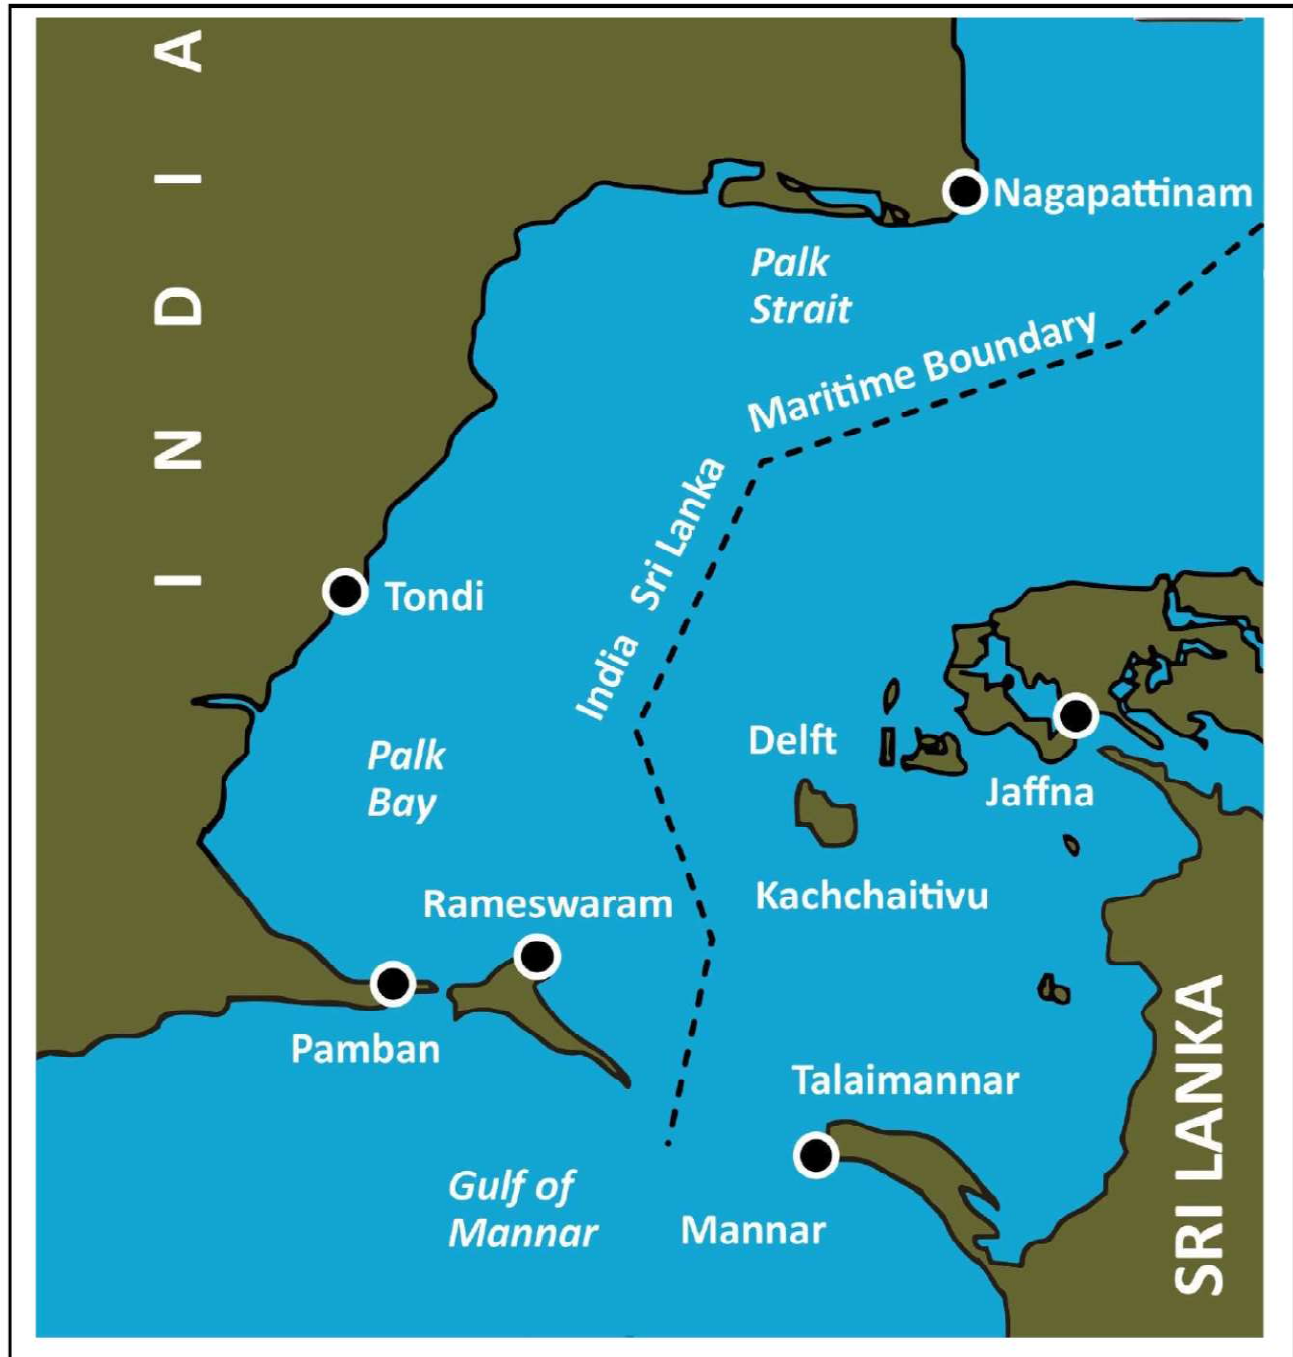 INDIA
Nagapattinam
Palk
Strait
Maritime Boundary
India Sri Lanka
Tondi
Delft
Palk
Bay
Jaffna
Rameswaram
Kachchaitivu
Pamban
Talaimannar
SRI LANKA
Gulf of
Mannar
Mannar